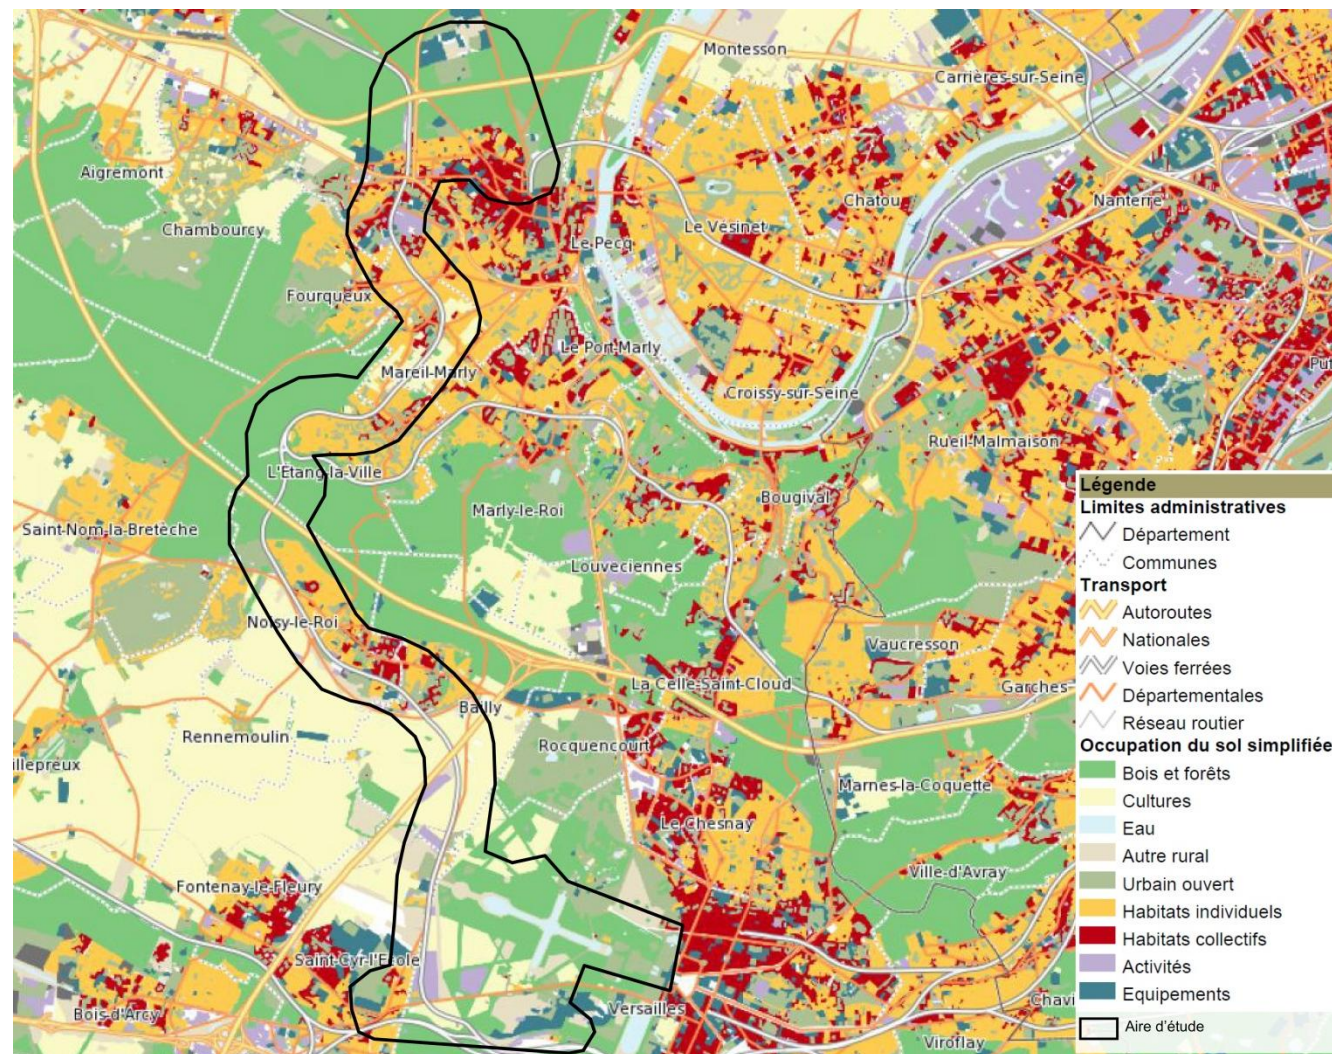 Montesson
Carrières-sur-Seine
Aigremont
Chatou
Nanterre
Chambourcy
Le Vésinet
Le Pecq
Fourqueux
Le Port-Marly
Mareil-Marly
Croissy-sur-Seine
Rueil-Malmaison
L'Etang-la-Ville
Bougival
Saint-Nom-la-Bretèche
Marly-le-Roi
Louveciennes
Noisy-le-Roi
Vaucresson
La Celle-Saint-Cloud
Garches
Bailly
Rennemoulin
Rocquencourt
illepreux
Marnes-la-Coquette
Le Chesnay
Ville-d'Avray
Fontenay-le-Fleury
Saint-Cyr-l'Ecole
Versailles
Bois-d'Arcy
Chavi
Viroflay
Légende
Limites administratives
Département
Communes
Transport
Autoroutes
Nationales
Voies ferrées
Départementales
Réseau routier
Occupation du sol simplifiée
Bois et forêts
Cultures
Eau
Autre rural
Urbain ouvert
Habitats individuels
Habitats collectifs
Activités
Equipements
Aire d'étude